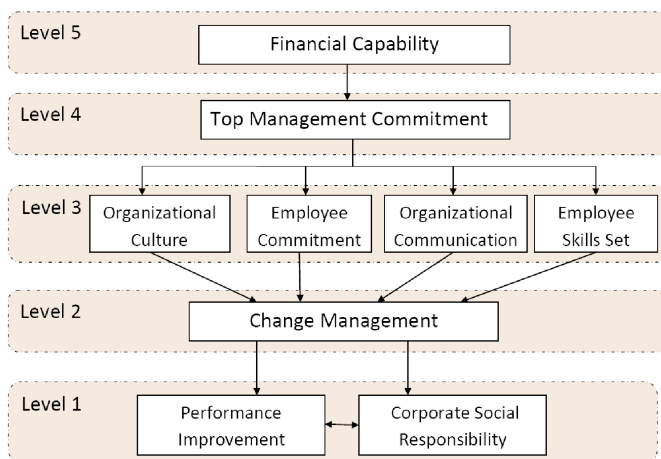 Level 5
Financial Capability
Level 4
Top Management Commitment
Level 3
Organizational
Culture
Employee
Commitment
Organizational
Communication
Employee
Skills Set
Level 2
Change Management
Level 1
Performance
Improvement
Corporate Social
Responsibility